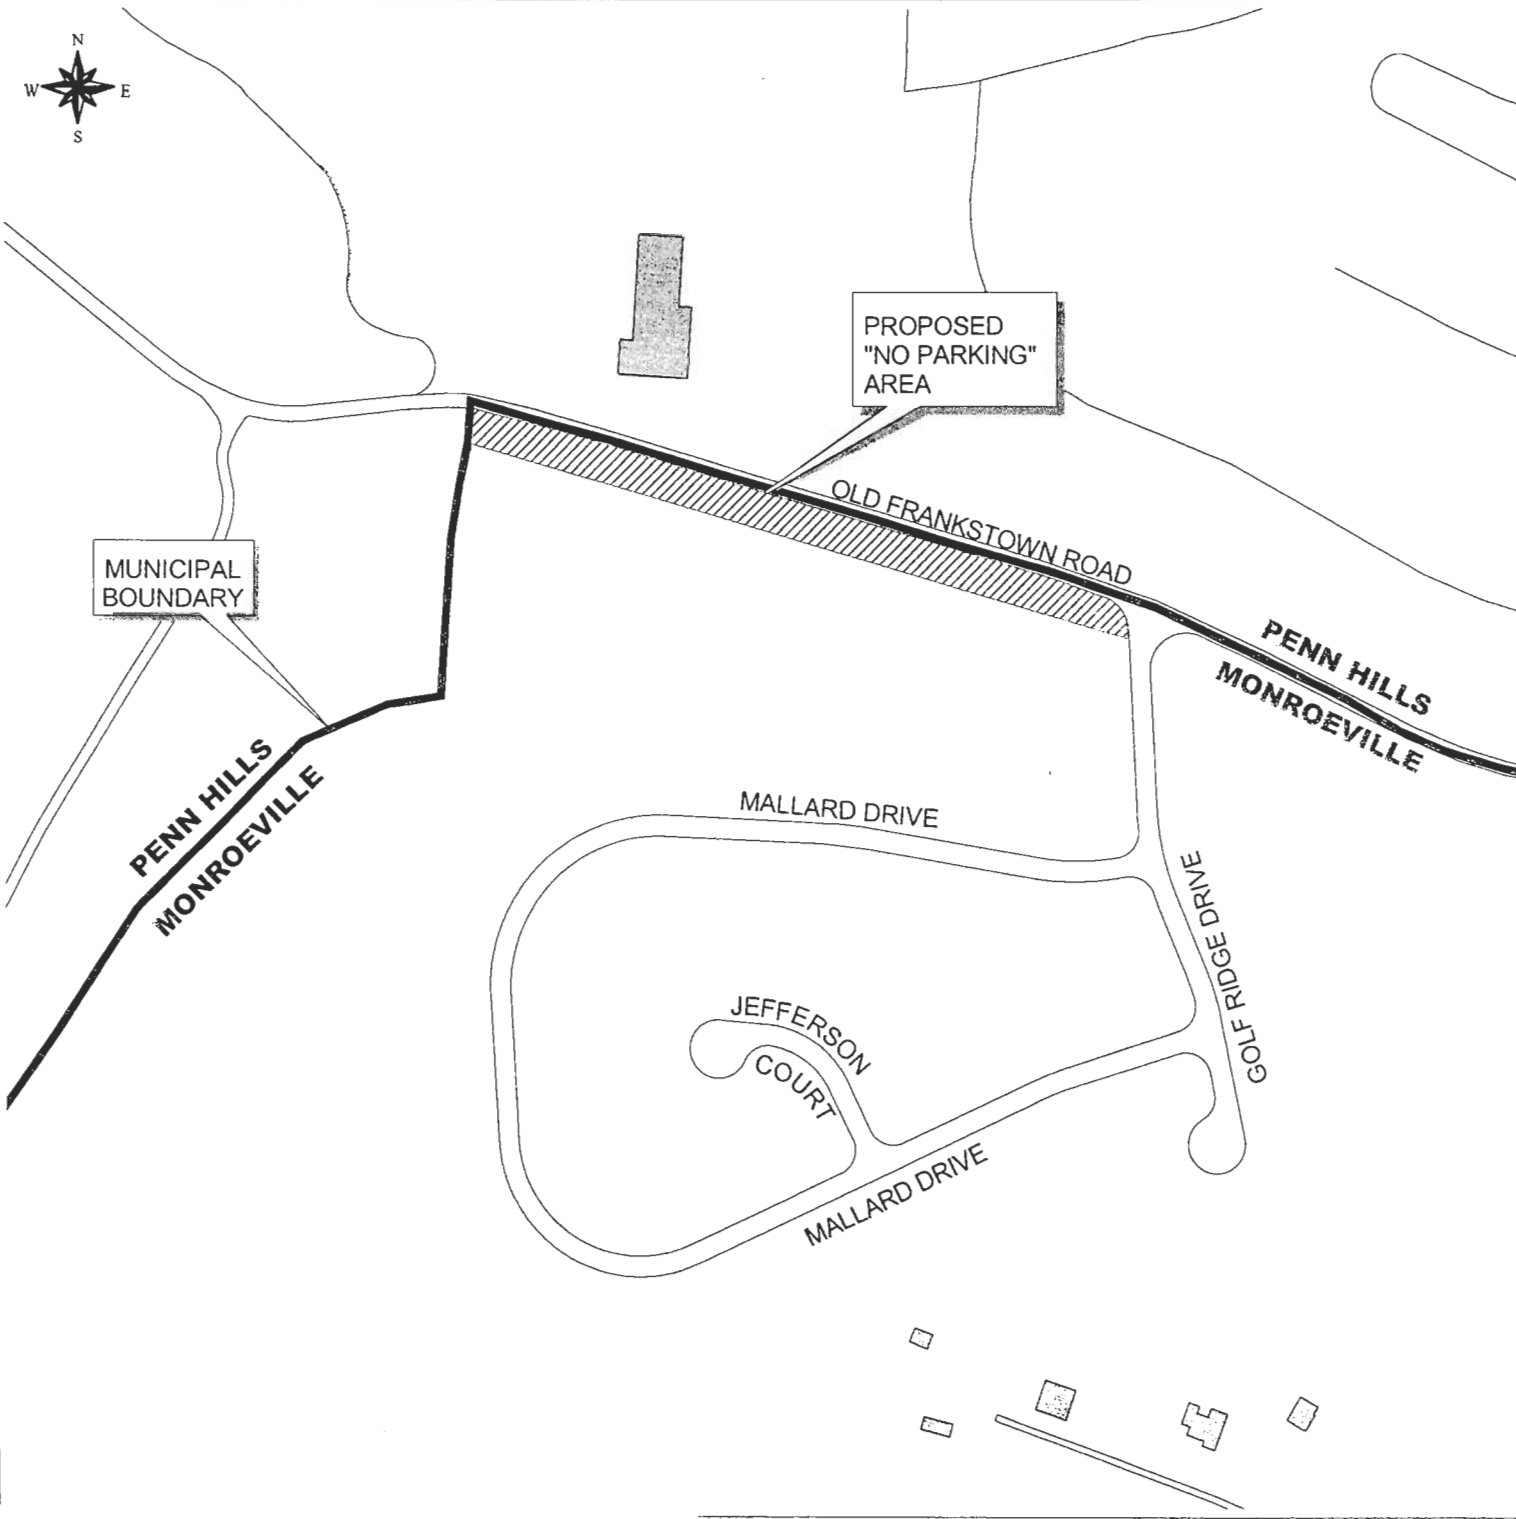 N
W E
S
PROPOSED
"NO PARKING"
AREA
OLD FRANKSTOWN ROAD
MUNICIPAL
BOUNDARY
PENN HILLS
MONROEVILLE
PENN HILLS
MONROEVILLE
MALLARD DRIVE
GOLF RIDGE DRIVE
JEFFERSON
COURT
MALLARD DRIVE